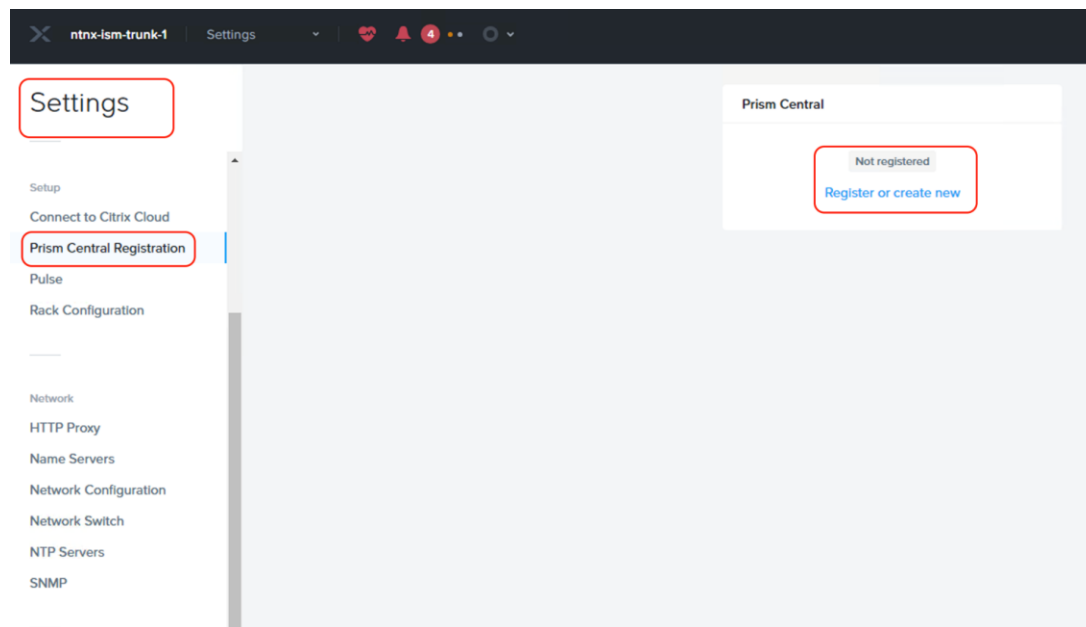 ntnx-ism-trunk-1 Settings 4
Settings
Setup
Connect to Citrix Cloud
Prism Central Registration
Pulse
Rack Configuration
Network
HTTP Proxy
Name Servers
Network Configuration
Network Switch
NTP Servers
SNMP
Prism Central
Not registered
Register or create new